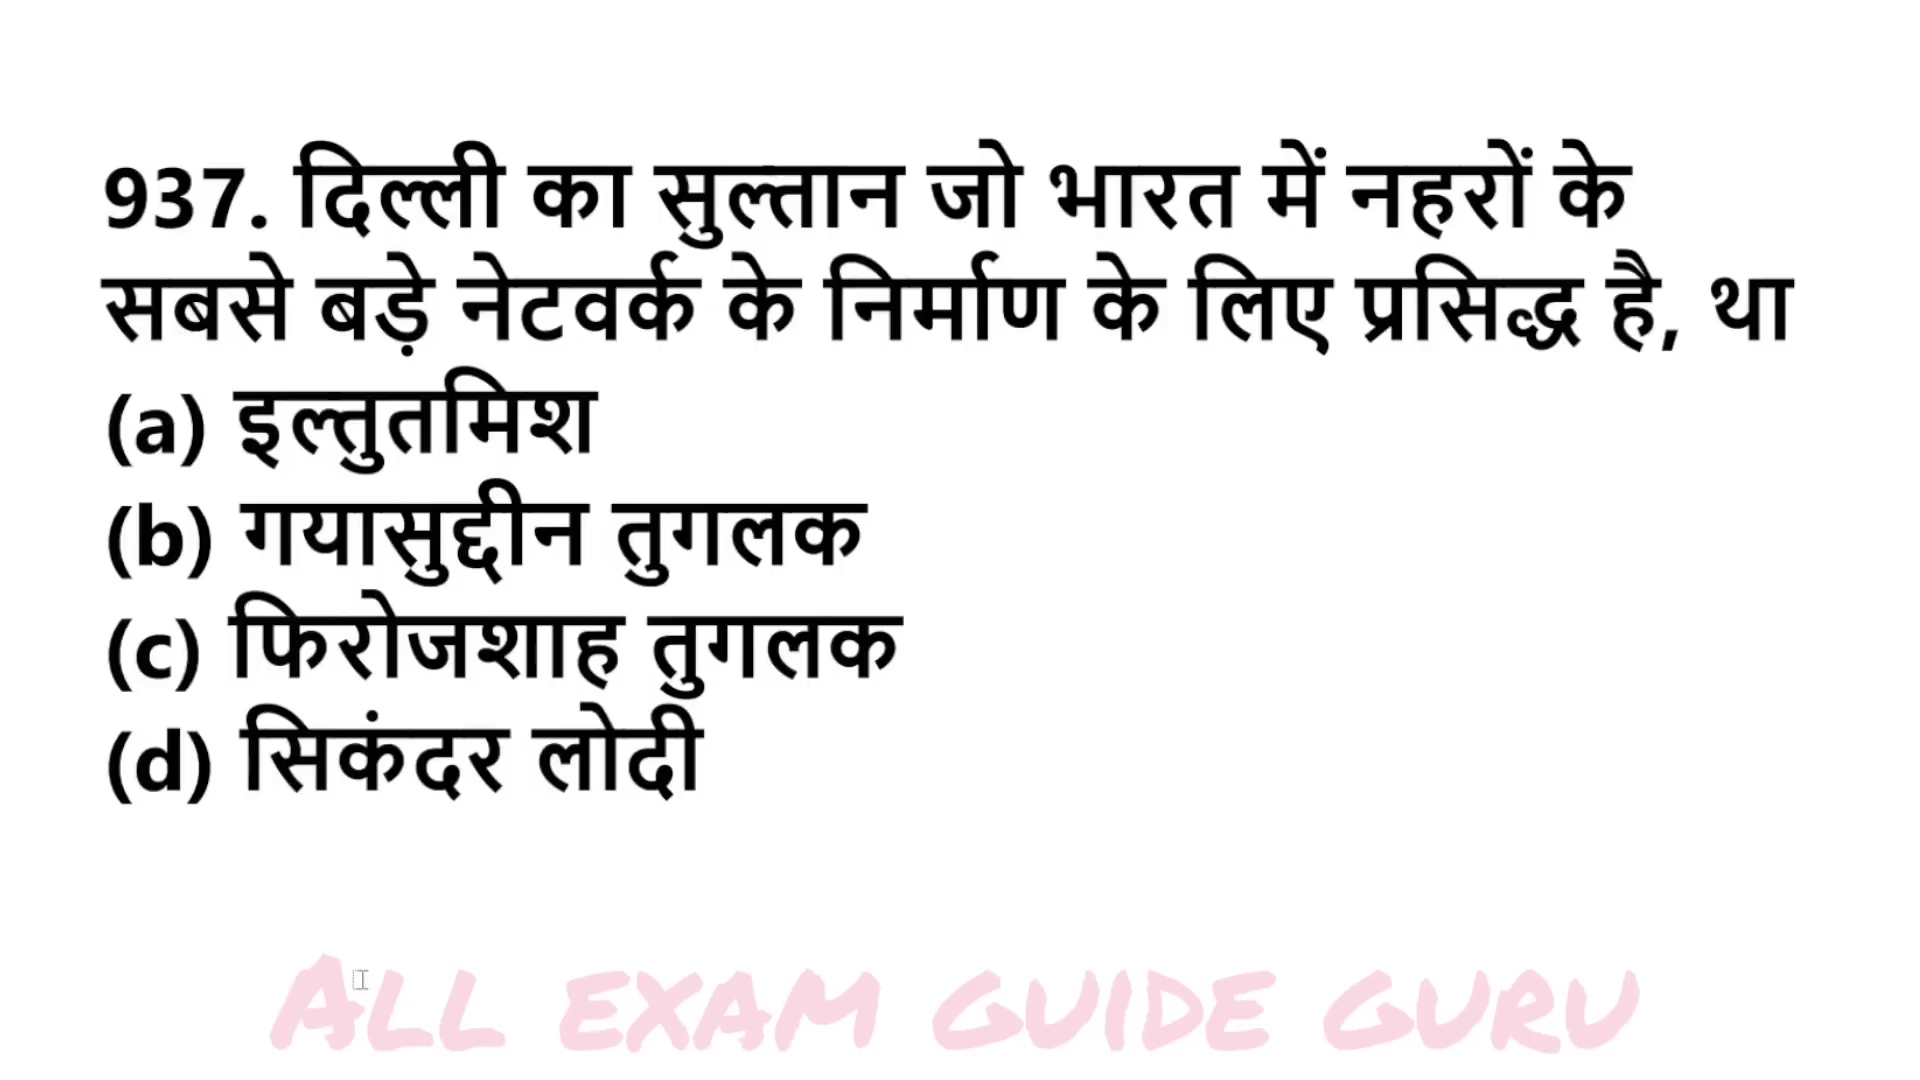 937. दिल्ली का सुल्तान जो भारत में नहरों के
सबसे बड़े नेटवर्क के निर्माण के लिए प्रसिद्ध है, था
(a) इल्तुतमिश
(b) गयासुद्दीन तुगलक
(c) फिरोजशाह तुगलक
(d) सिकंदर लोदी
ALL EXAM GUIDE GURU